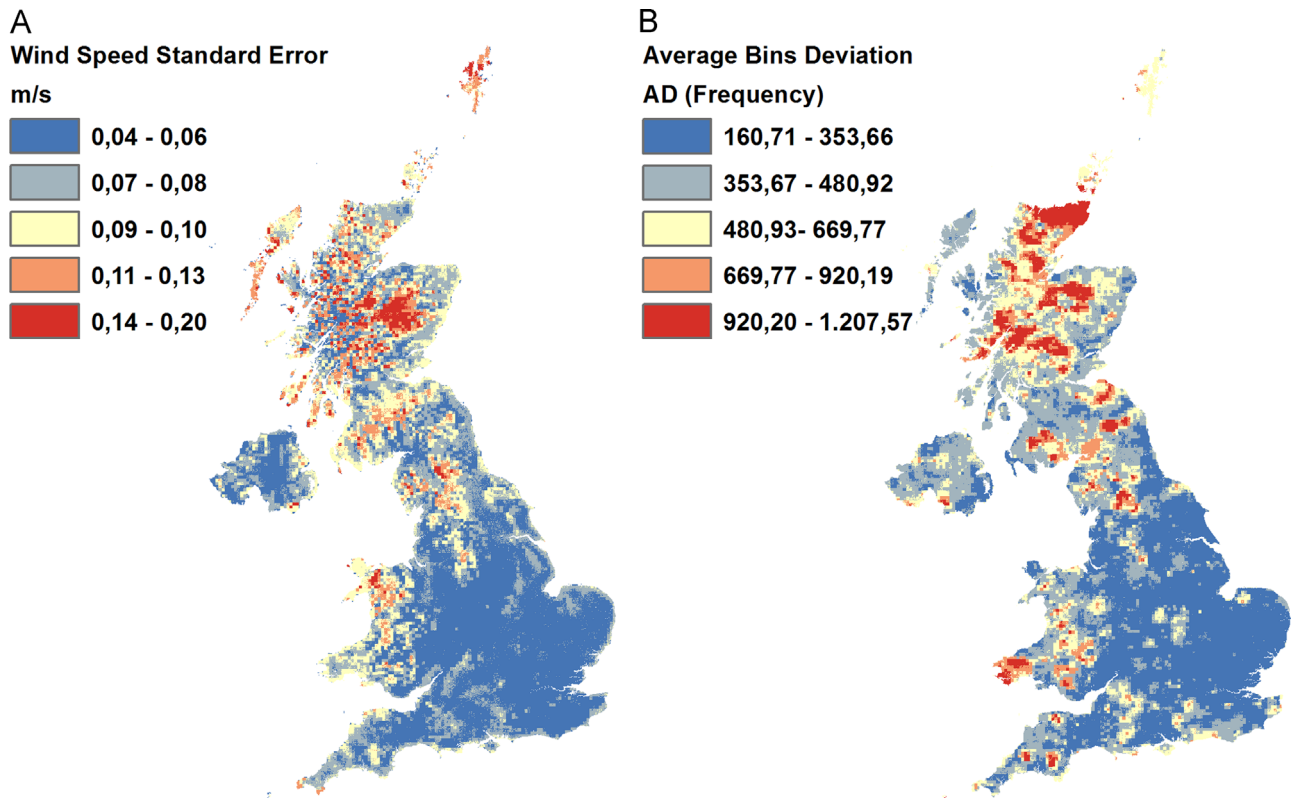 A
Wind Speed Standard Error
m/s
0,04 - 0,06
0,07 - 0,08
0,09 - 0,10
0,11 - 0,13
0,14 - 0,20
B
Average Bins Deviation
AD (Frequency)
160,71 - 353,66
353,67 - 480,92
480,93- 669,77
669,77 - 920,19
920,20 - 1.207,57